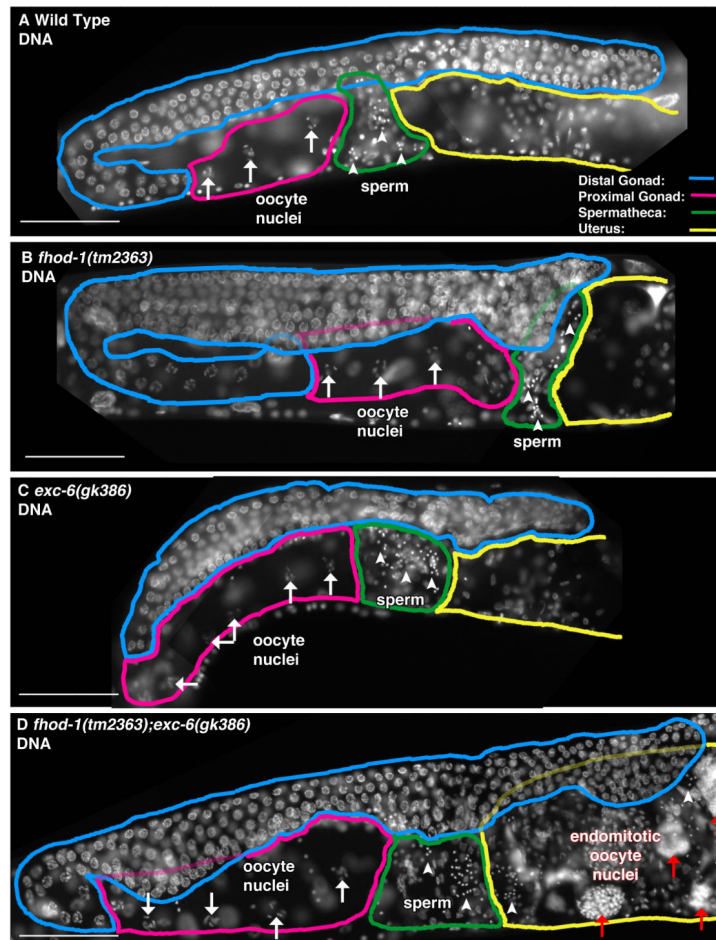 A Wild Type
DNA
oocyte
nuclei
sperm
Distal Gonad:
Proximal Gonad:
Spermatheca:
Uterus:
B fhod-1(tm2363)
DNA
oocyte
nuclei
sperm
C exc-6(gk386)
DNA
sperm
oocyte
nuclei
D fhod-1(tm2363);exc-6(gk386)
DNA
oocyte
nuclei
sperm
endomitotic
oocyte
nuclei